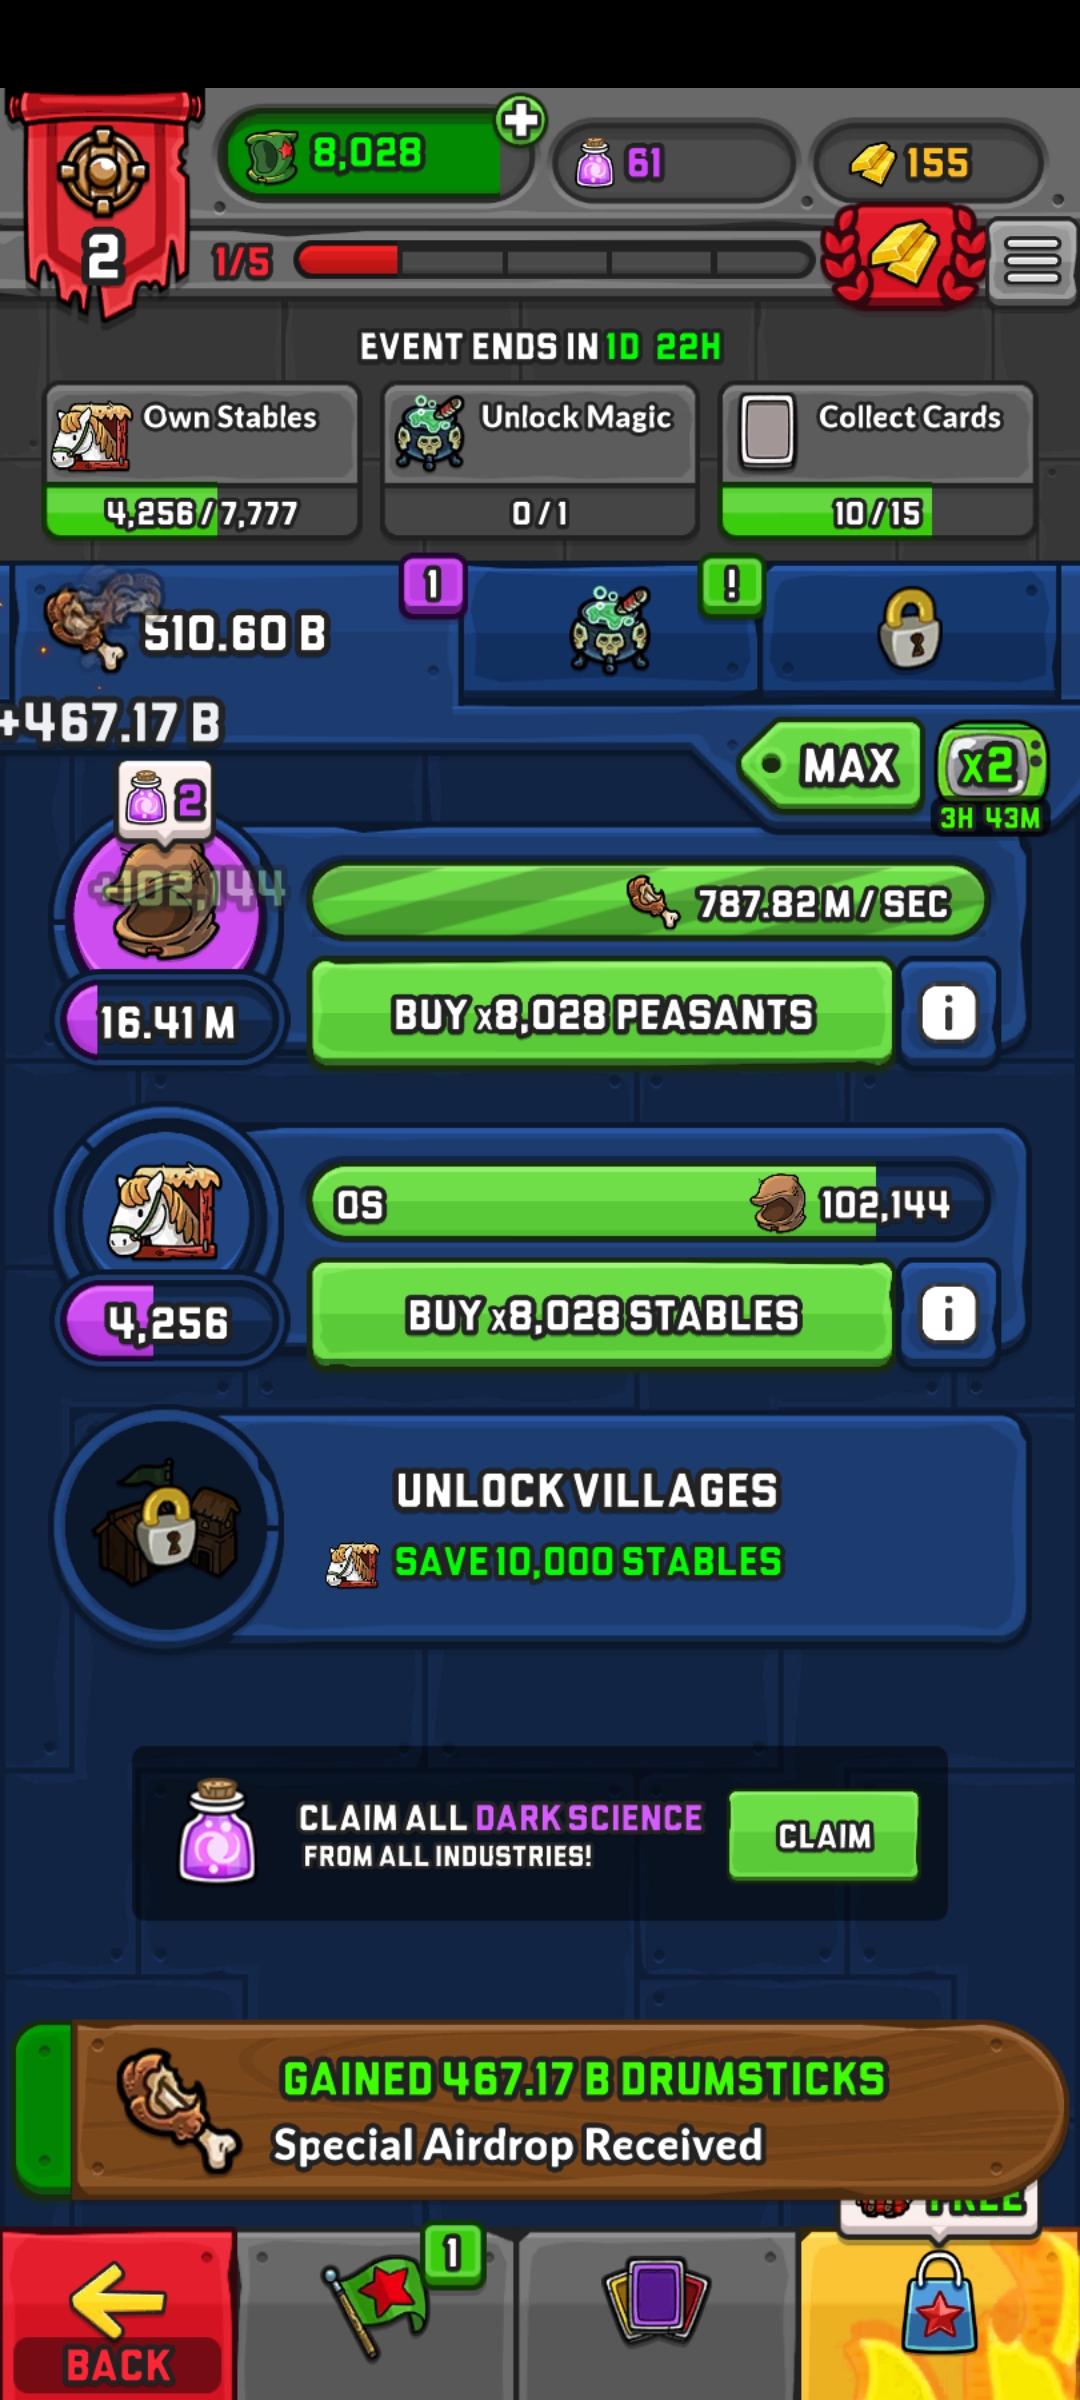 8,028
61
155
2
1/5
EVENT ENDS IN 1D 22H
Own Stables
4,256/7,777
Unlock Magic
0/1
Collect Cards
10/15
510.60 B
1
!
+467.17 B
MAX
x2
3H 43M
2
+102,144
787.82 M / SEC
16.41 M
BUY x8,028 PEASANTS
i
0S
102,144
4,256
BUY x8,028 STABLES
i
UNLOCK VILLAGES
SAVE 10,000 STABLES
CLAIM ALL DARK SCIENCE
FROM ALL INDUSTRIES!
CLAIM
GAINED 467.17 B DRUMSTICKS
Special Airdrop Received
FREE
1
BACK